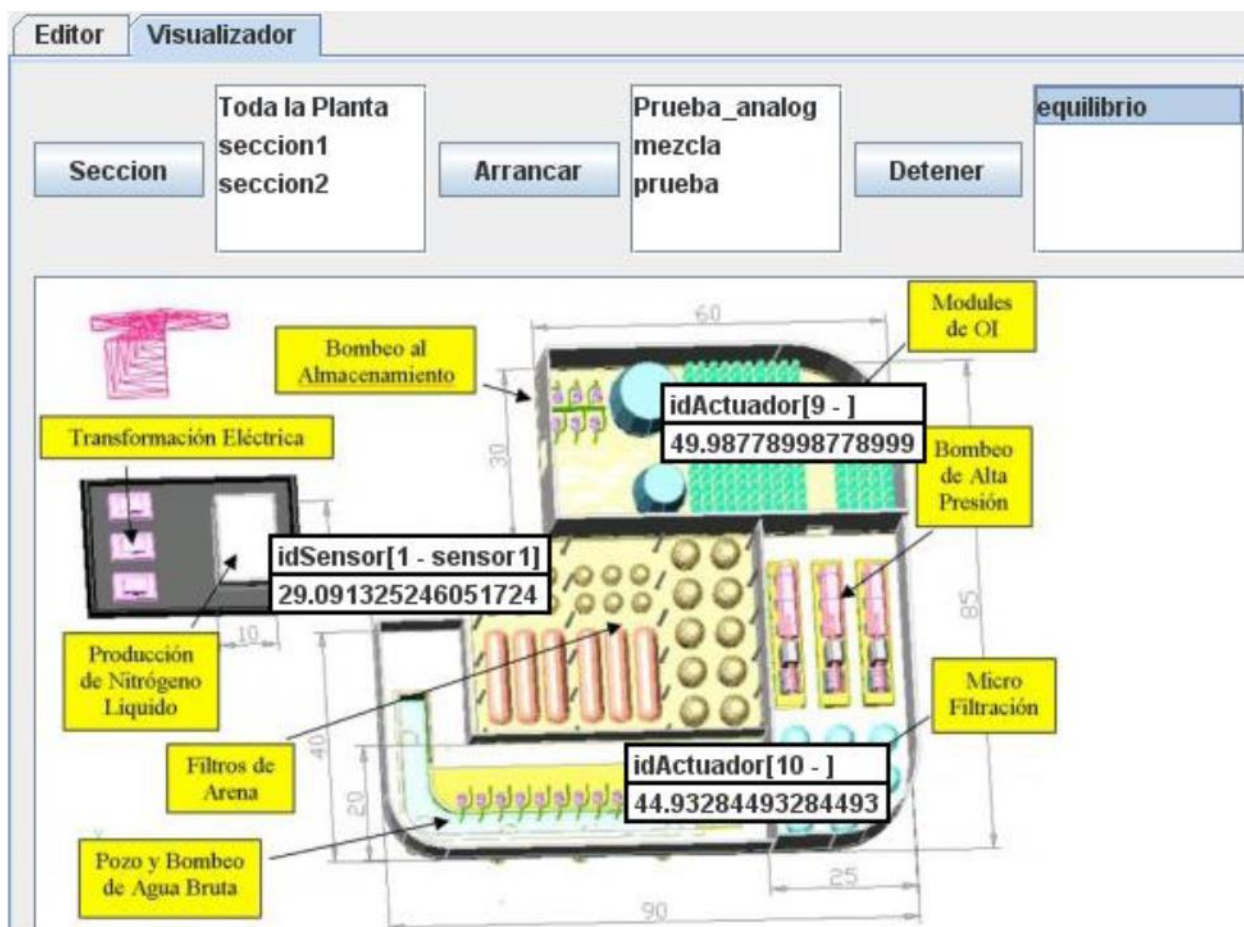 Editor
Visualizador
Seccion
Toda la Planta
seccion1
seccion2
Arrancar
Prueba_analog
mezcla
prueba
Detener
equilibrio
Modules
de OI
60
Bombeo al
Almacenamiento
idActuador[9 - ]
49.98778998778999
Transformación Eléctrica
30
Bombeo
de Alta
Presión
idSensor[1 - sensor1]
29.091325246051724
85
10
Producción
de Nitrógeno
Liquido
Micro
Filtración
40
Filtros de
Arena
idActuador[10 - ]
44.93284493284493
20
Pozo y Bombeo
de Agua Bruta
25
90